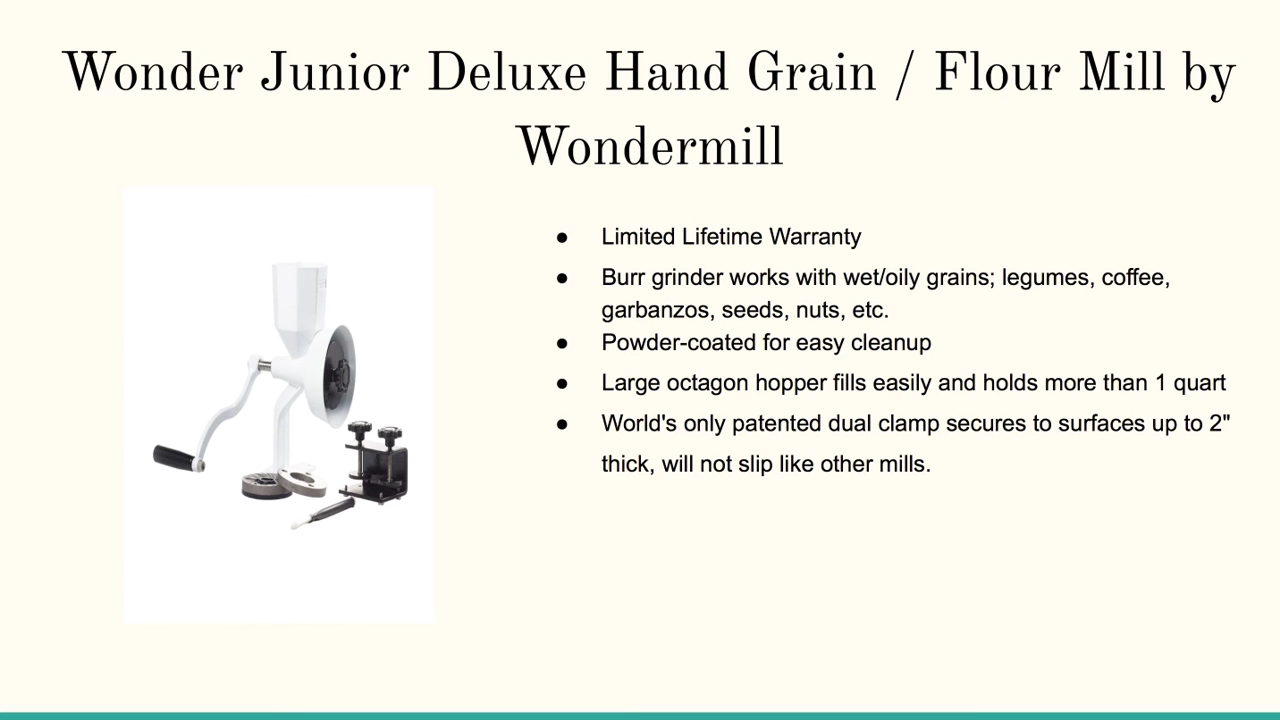 Wonder Junior Deluxe Hand Grain / Flour Mill by
Wondermill
● Limited Lifetime Warranty
● Burr grinder works with wet/oily grains; legumes, coffee,
garbanzos, seeds, nuts, etc.
● Powder-coated for easy cleanup
● Large octagon hopper fills easily and holds more than 1 quart
● World's only patented dual clamp secures to surfaces up to 2"
thick, will not slip like other mills.